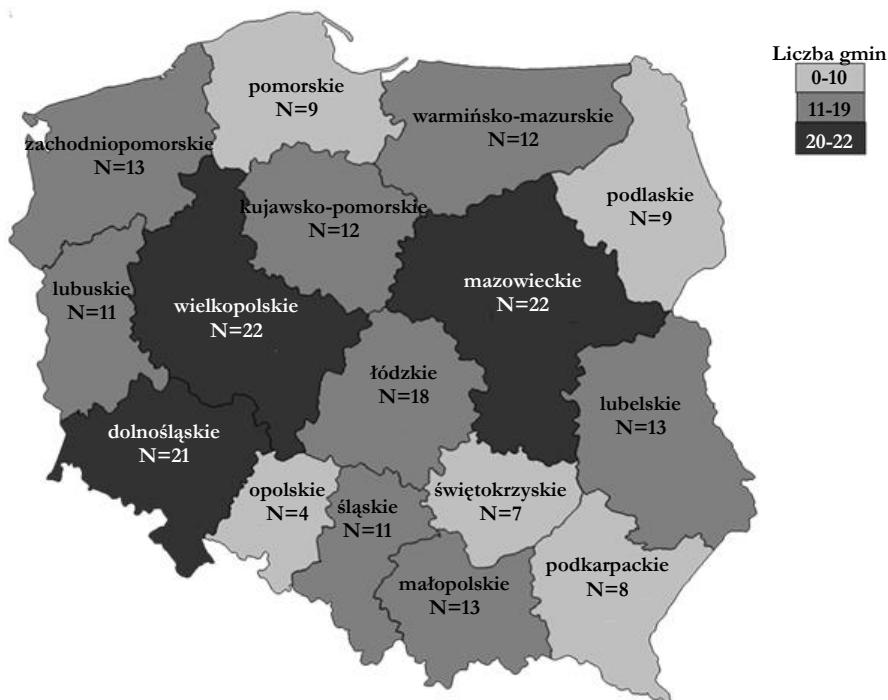 Liczba gmin
0-10
11-19
20-22
pomorskie
N=9
warmińsko-mazurskie
N=12
zachodniopomorskie
N=13
podlaskie
N=9
kujawsko-pomorskie
N=12
lubuskie
N=11
wielkopolskie
N=22
mazowieckie
N=22
łódzkie
N=18
lubelskie
N=13
dolnośląskie
N=21
opolskie
N=4
śląskie
N=11
świętokrzyskie
N=7
małopolskie
N=13
podkarpackie
N=8